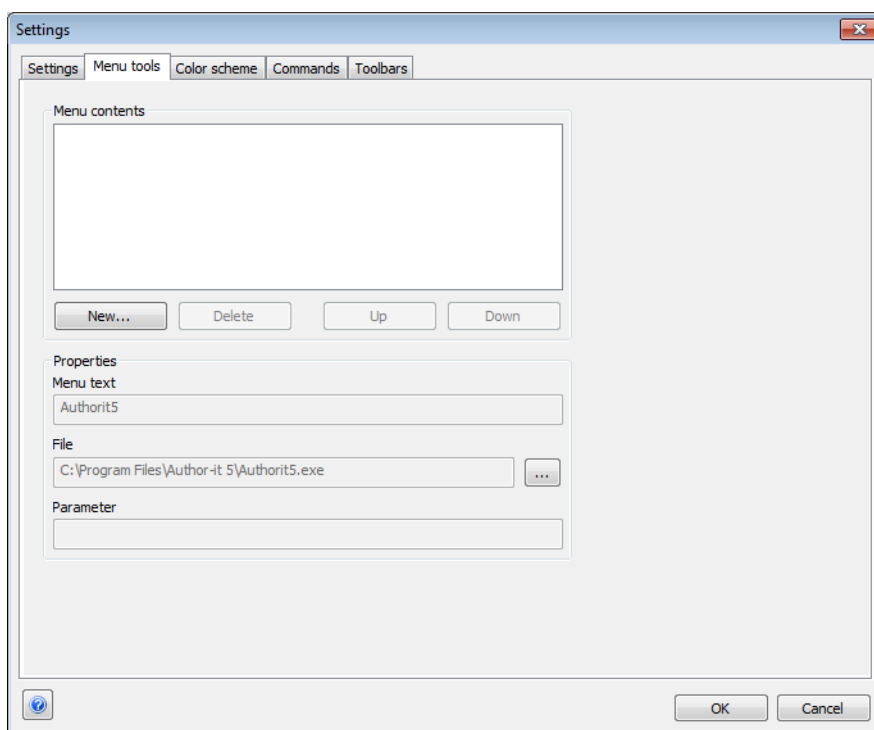 Settings
Settings Menu tools Color scheme Commands Toolbars
Menu contents
New... Delete Up Down
Properties
Menu text
Authorit5
File
C:\Program Files\Author-it 5\Authorit5.exe ...
Parameter
? OK Cancel